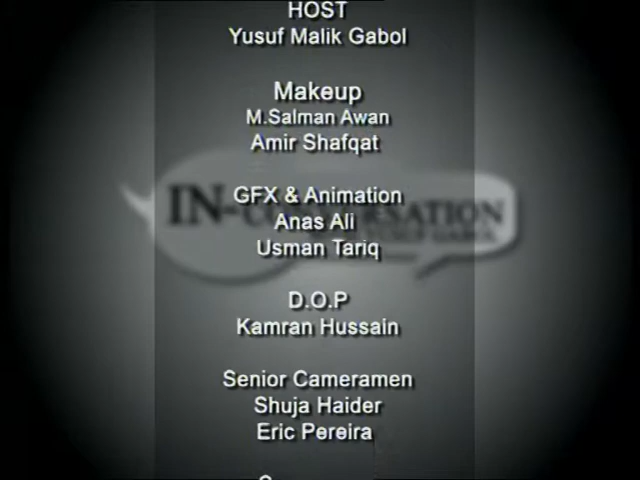 HOST
Yusuf Malik Gabol
Makeup
M.Salman Awan
Amir Shafqat
GFX & Animation
Anas Ali
Usman Tariq
D.O.P
Kamran Hussain
Senior Cameramen
Shuja Haider
Eric Pereira